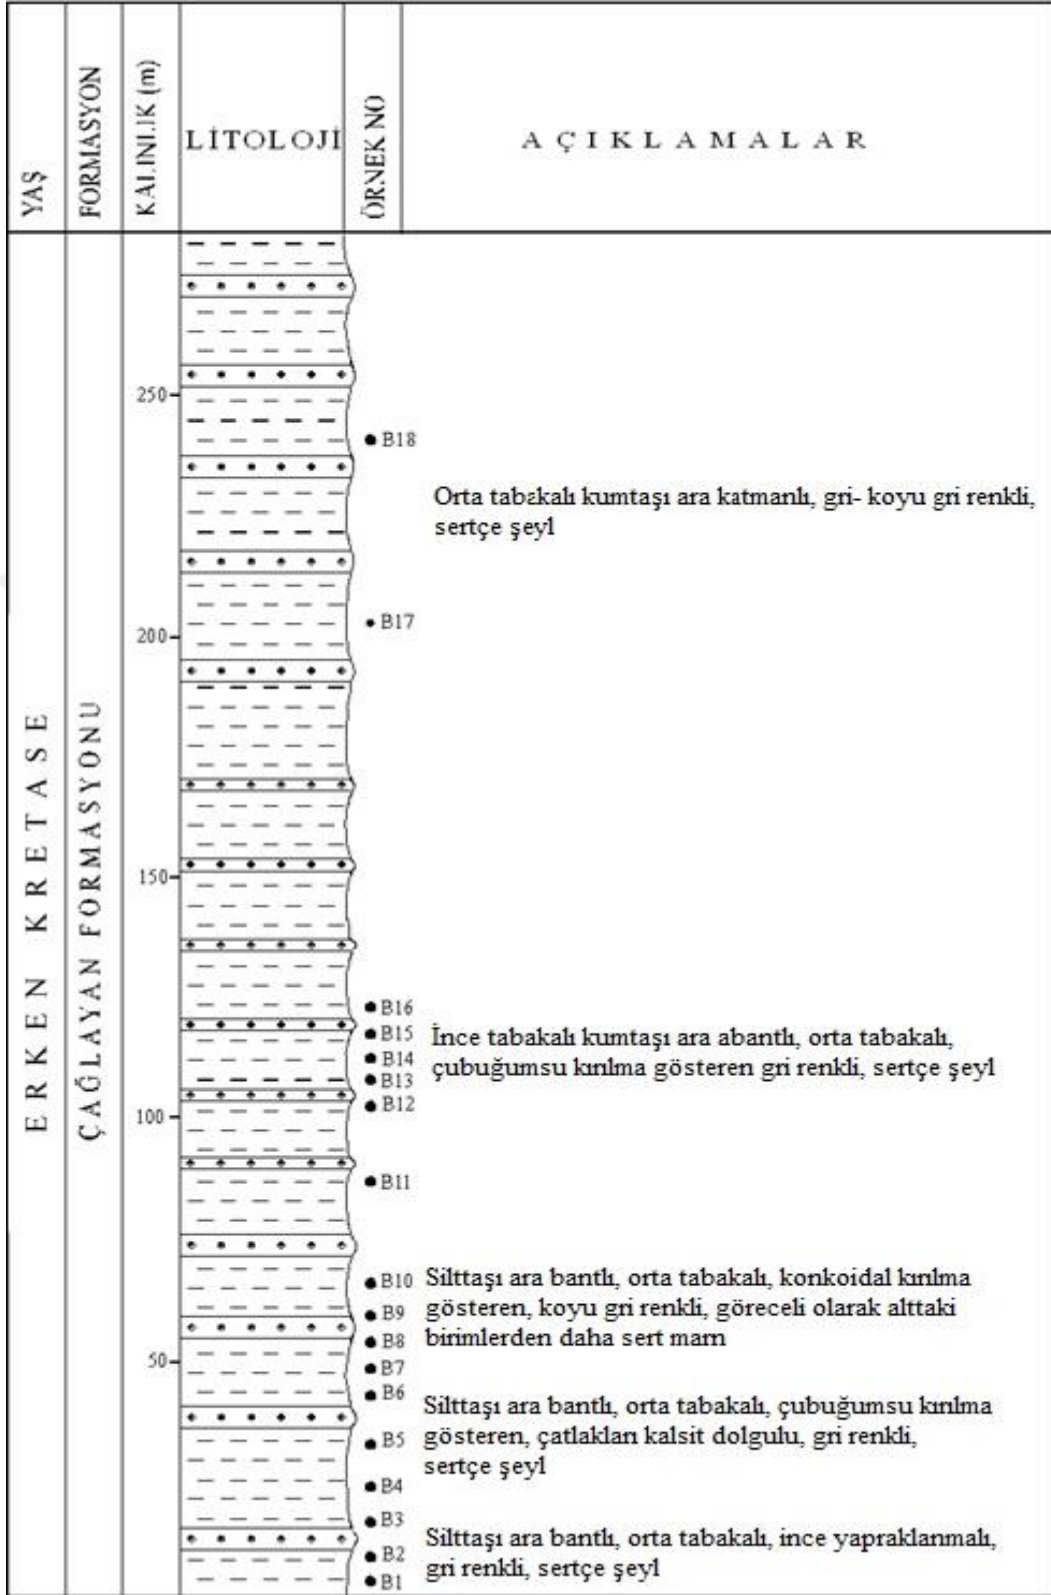 YAŞ
FORMASYON
KALINLIK (m)
LİTOLOJİ
ÖRNEK NO
AÇIKLAMALAR
ERKEN KRETASE
ÇAĞLAYAN FORMASYONU
250
B18
Orta tabakalı kumtaşı ara katmanlı, gri- koyu gri renkli,
sertçe şeyl
200
B17
150
B16
B15
B14
B13
İnce tabakalı kumtaşı ara abantlı, orta tabakalı,
çubuğumsu kırılma gösteren gri renkli, sertçe şeyl
B12
100
B11
B10
Silttaşı ara bantlı, orta tabakalı, konkoidal kırılma
gösteren, koyu gri renkli, göreceli olarak alttaki
birimlerden daha sert marn
B9
B8
50
B7
B6
Silttaşı ara bantlı, orta tabakalı, çubuğumsu kırılma
gösteren, çatlakları kalsit dolgulu, gri renkli,
sertçe şeyl
B5
B4
B3
Silttaşı ara bantlı, orta tabakalı, ince yapraklanmalı,
gri renkli, sertçe şeyl
B2
B1